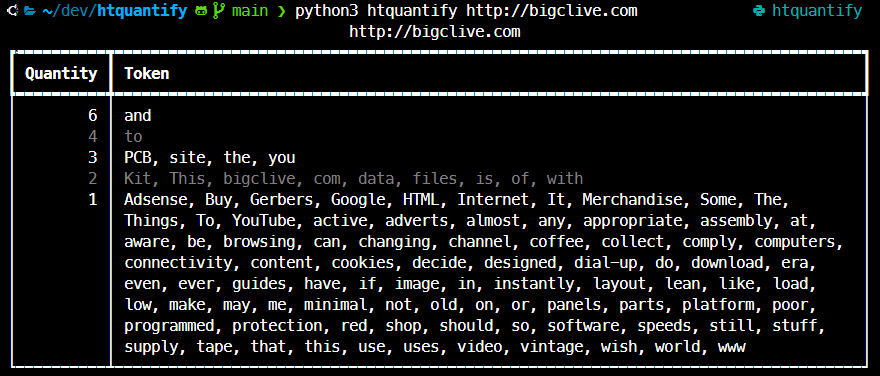 ~/dev/htquantify main ❯ python3 htquantify http://bigclive.com htquantify
http://bigclive.com
Quantity Token
6 and
4 to
3 PCB, site, the, you
2 Kit, This, bigclive, com, data, files, is, of, with
1 Adsense, Buy, Gerbers, Google, HTML, Internet, It, Merchandise, Some, The,
Things, To, YouTube, active, adverts, almost, any, appropriate, assembly, at,
aware, be, browsing, can, changing, channel, coffee, collect, comply, computers,
connectivity, content, cookies, decide, designed, dial-up, do, download, era,
even, ever, guides, have, if, image, in, instantly, layout, lean, like, load,
low, make, may, me, minimal, not, old, on, or, panels, parts, platform, poor,
programmed, protection, red, shop, should, so, software, speeds, still, stuff,
supply, tape, that, this, use, uses, video, vintage, wish, world, www